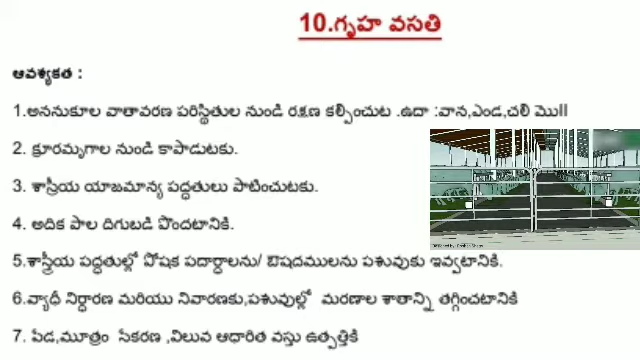 10.గృహ వసతి
ఆవశ్యకత :
1.అననుకూల వాతావరణ పరిస్థితుల నుండి రక్షణ కల్పించుట .ఉదా :వాన,ఎండ,చలి మొ||
2. క్రూరమృగాల నుండి కాపాడుటకు.
3. శాస్త్రీయ యాజమాన్య పద్ధతులు పాటించుటకు.
4. అదిక పాల దిగుబడి పొందటానికి.
5.శాస్త్రీయ పద్ధతుల్లో పోషక పదార్ధాలను/ ఔషదములను పశువుకు ఇవ్వటానికి.
6.వ్యాధి నిర్ధారణ మరియు నివారణకు,పశువుల్లో మరణాల శాతాన్ని తగ్గించటానికి
7. పేడ,మూత్రం సేకరణ ,విలువ ఆధారిత వస్తు ఉత్పత్తికి